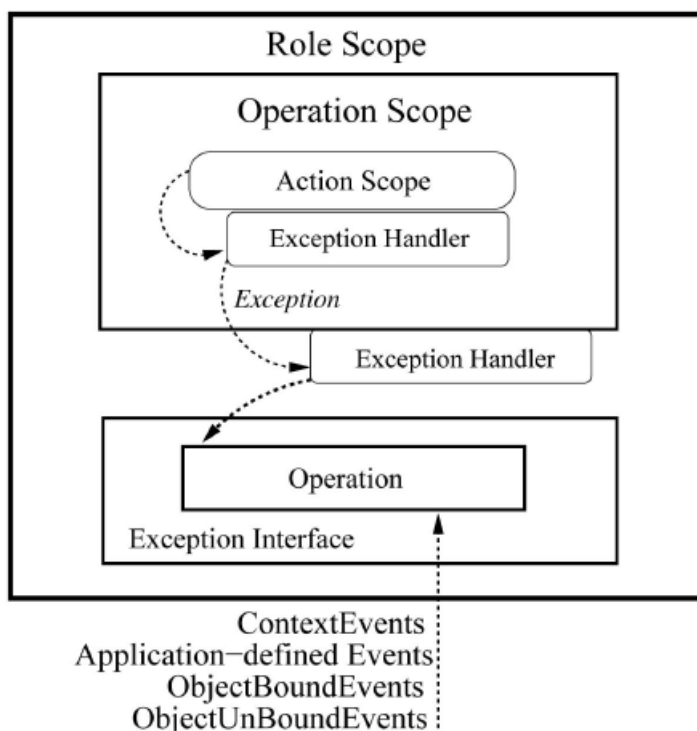 Role Scope
Operation Scope
Action Scope
Exception Handler
Exception
Exception Handler
Operation
Exception Interface
ContextEvents
Application-defined Events
ObjectBoundEvents
ObjectUnBoundEvents